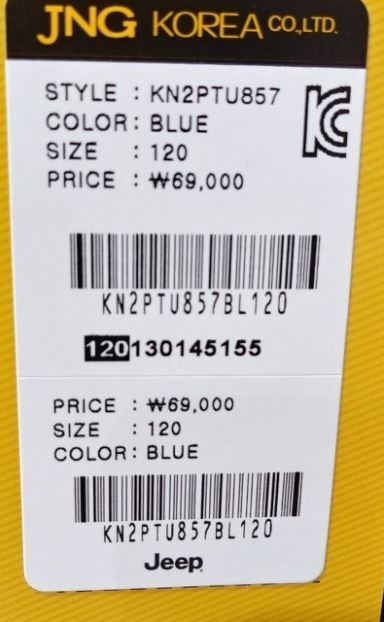 JNG KOREA CO.,LTD.
STYLE : KN2PTU857
COLOR : BLUE
SIZE : 120
PRICE : ₩69,000
KC
KN2PTU857BL120
120130145155
PRICE : ₩69,000
SIZE : 120
COLOR : BLUE
KN2PTU857BL120
Jeep